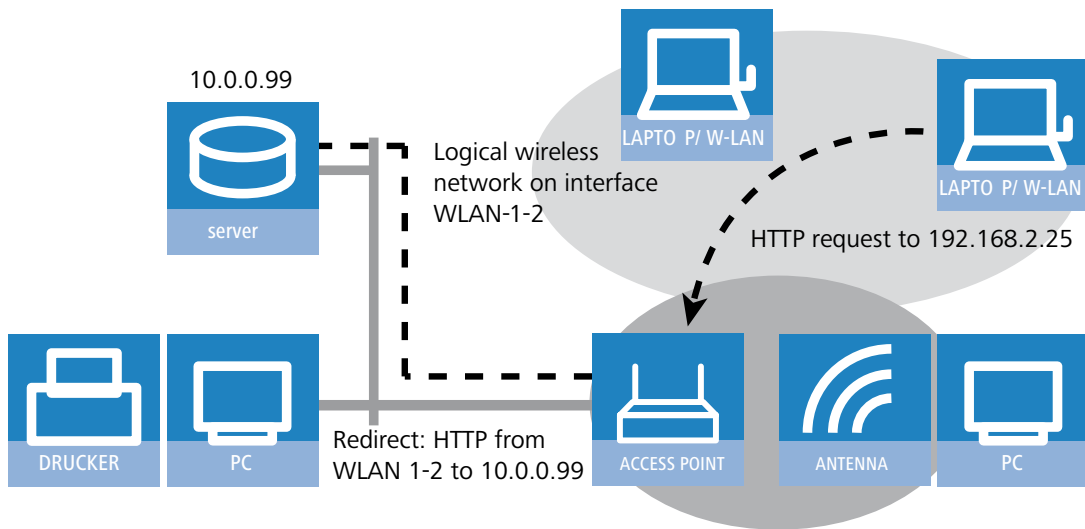 10.0.0.99
server
Logical wireless
network on interface
WLAN-1-2
LAPTO P/ W-LAN
LAPTO P/ W-LAN
HTTP request to 192.168.2.25
DRUCKER
PC
Redirect: HTTP from
WLAN 1-2 to 10.0.0.99
ACCESS POINT
ANTENNA
PC